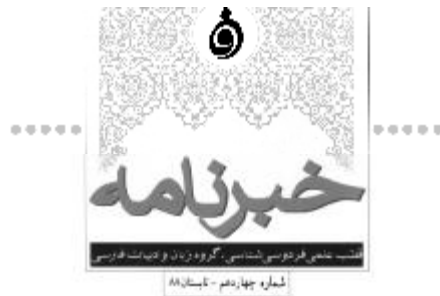 خبرنامه
قطب علمی فردوسی‌شناسی، گروه زبان و ادبیات فارسی
شماره چهاردهم - تابستان ۸۸